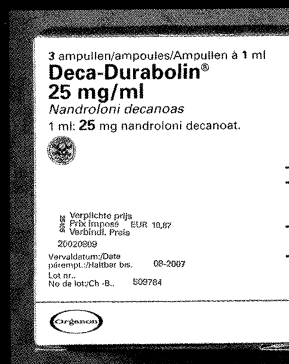 3 ampullen/ampoules/Ampullen à 1 ml
Deca-Durabolin®
25 mg/ml
Nandroloni decanoas
1 ml: 25 mg nandroloni decanoat.
Verplichte prijs
Prix imposé EUR 10,87
Verbindl. Preis
20020809
Vervaldatum:/Date
pérempt.:/Haltbar bis. 08-2007
Lot nr..
No de lot:/Ch -B.. 509784
Organon